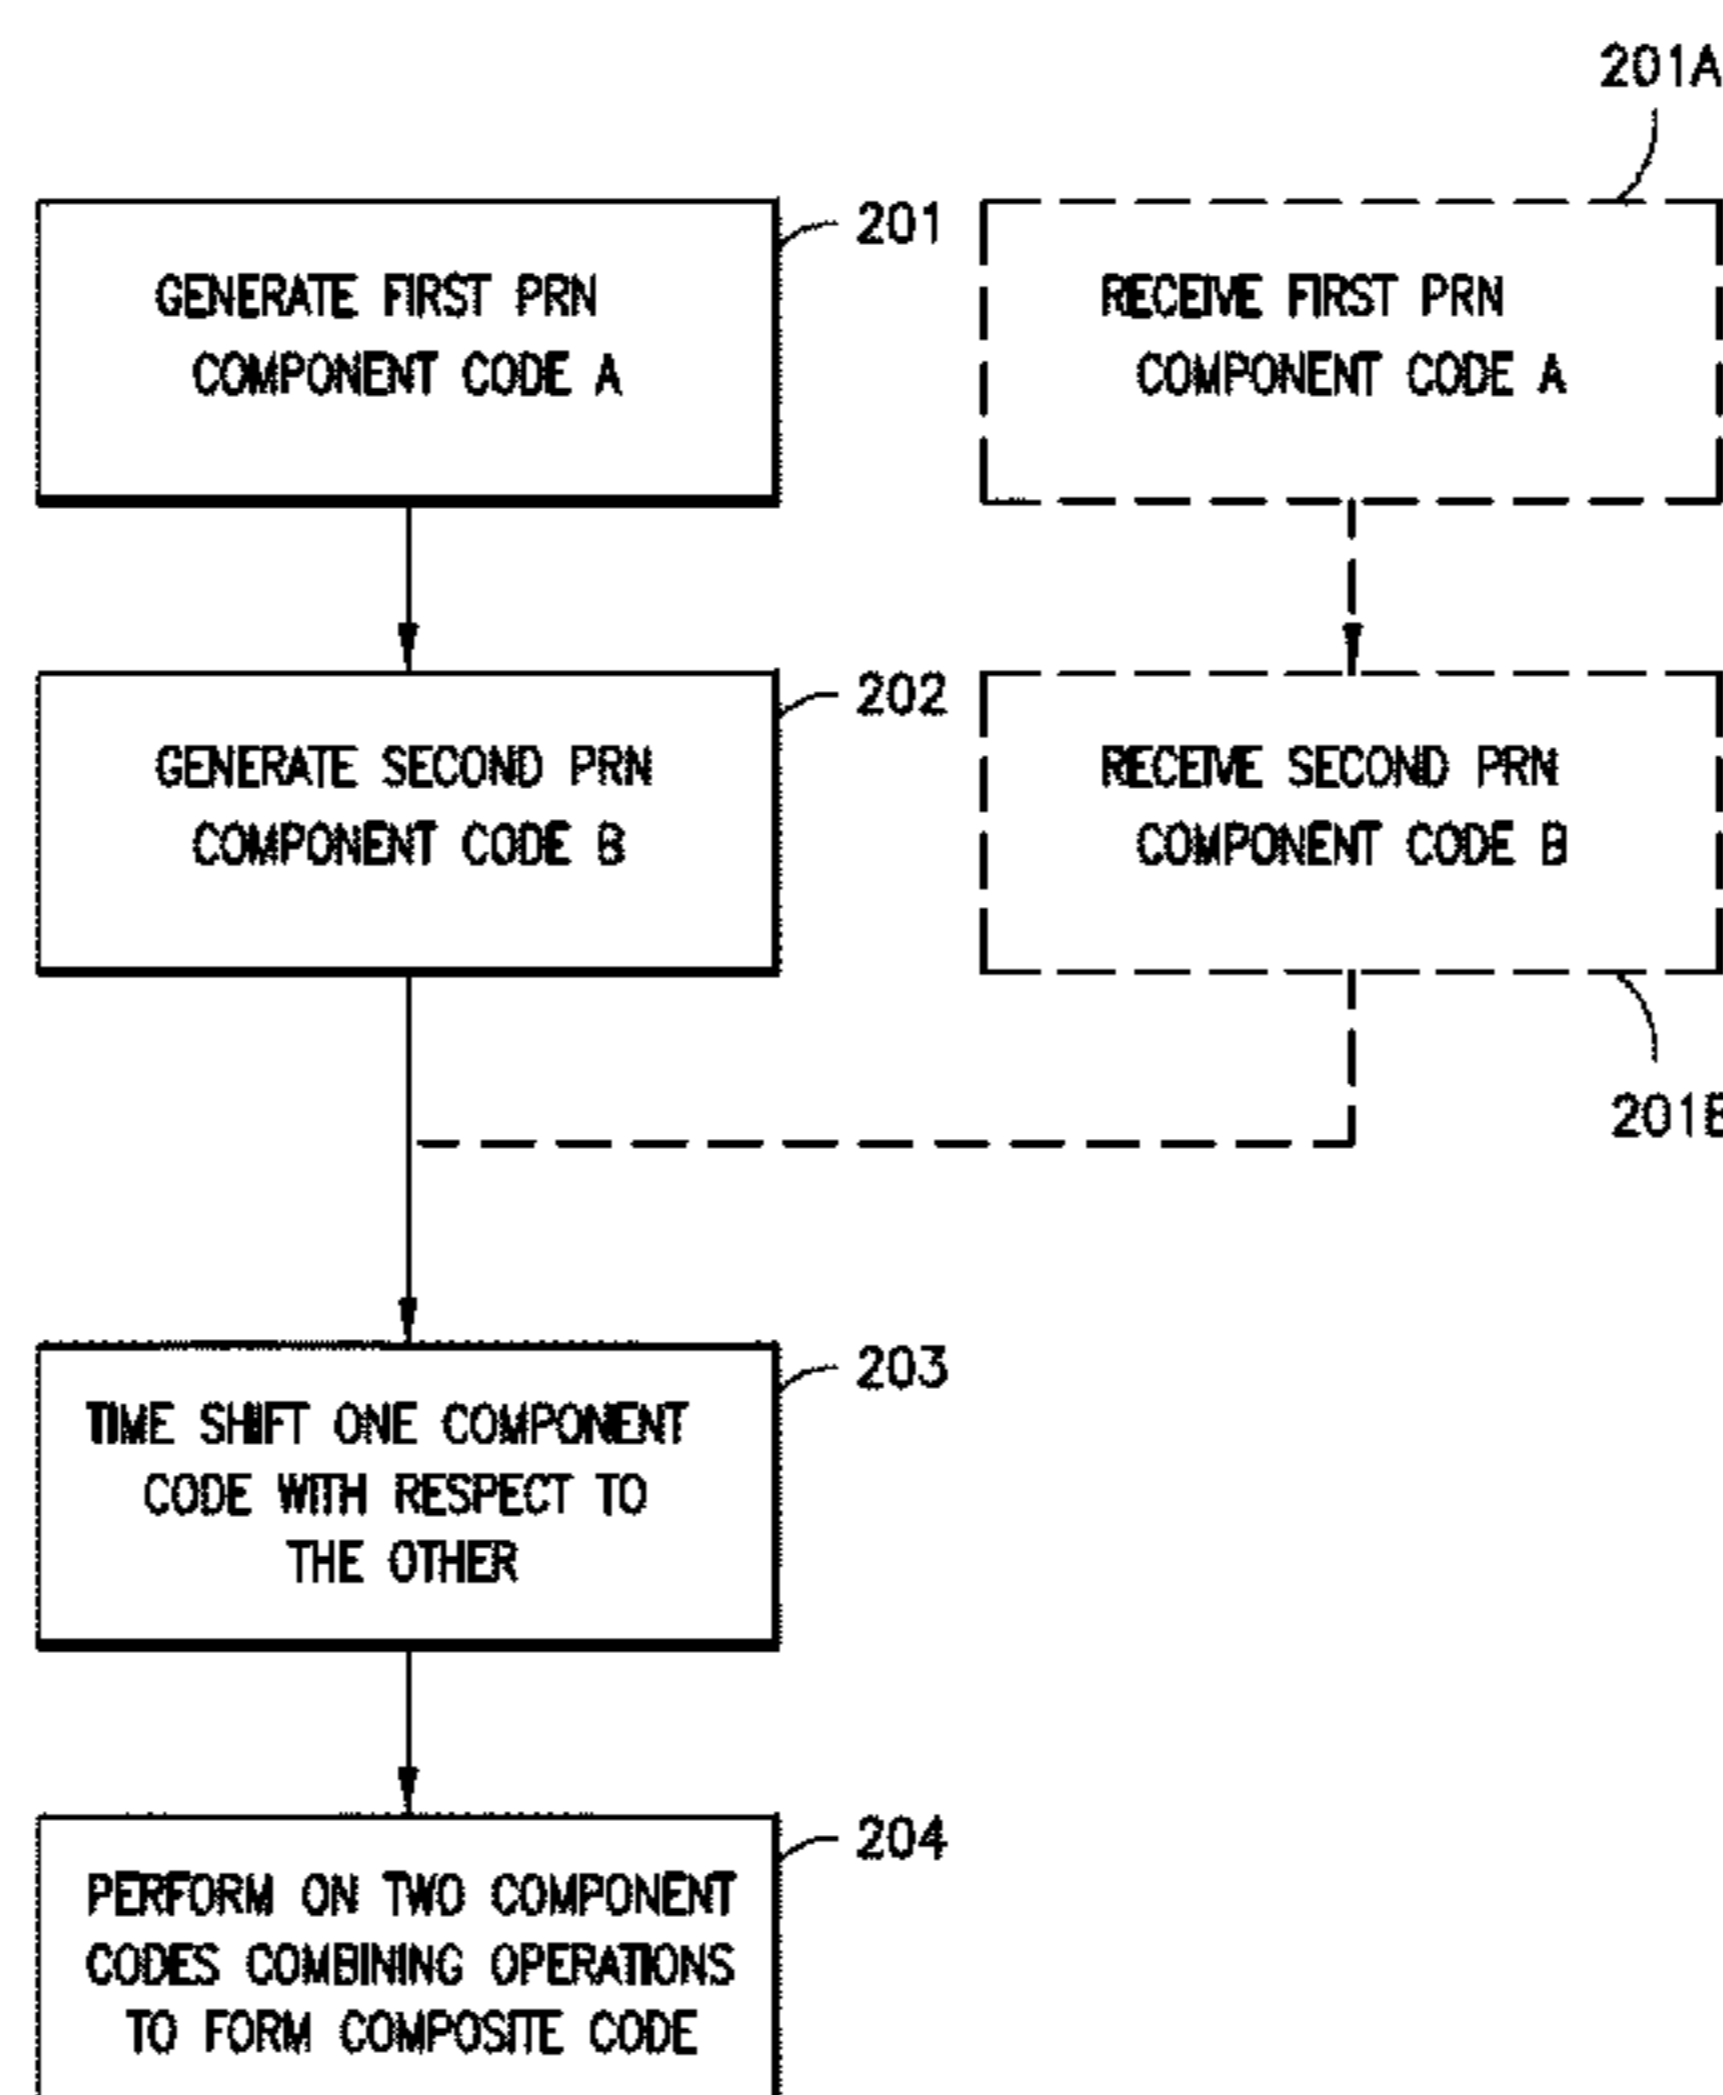 201A
201
GENERATE FIRST PRN
COMPONENT CODE A
RECEIVE FIRST PRN
COMPONENT CODE A
202
GENERATE SECOND PRN
COMPONENT CODE B
RECEIVE SECOND PRN
COMPONENT CODE B
201B
203
TIME SHIFT ONE COMPONENT
CODE WITH RESPECT TO
THE OTHER
204
PERFORM ON TWO COMPONENT
CODES COMBINING OPERATIONS
TO FORM COMPOSITE CODE